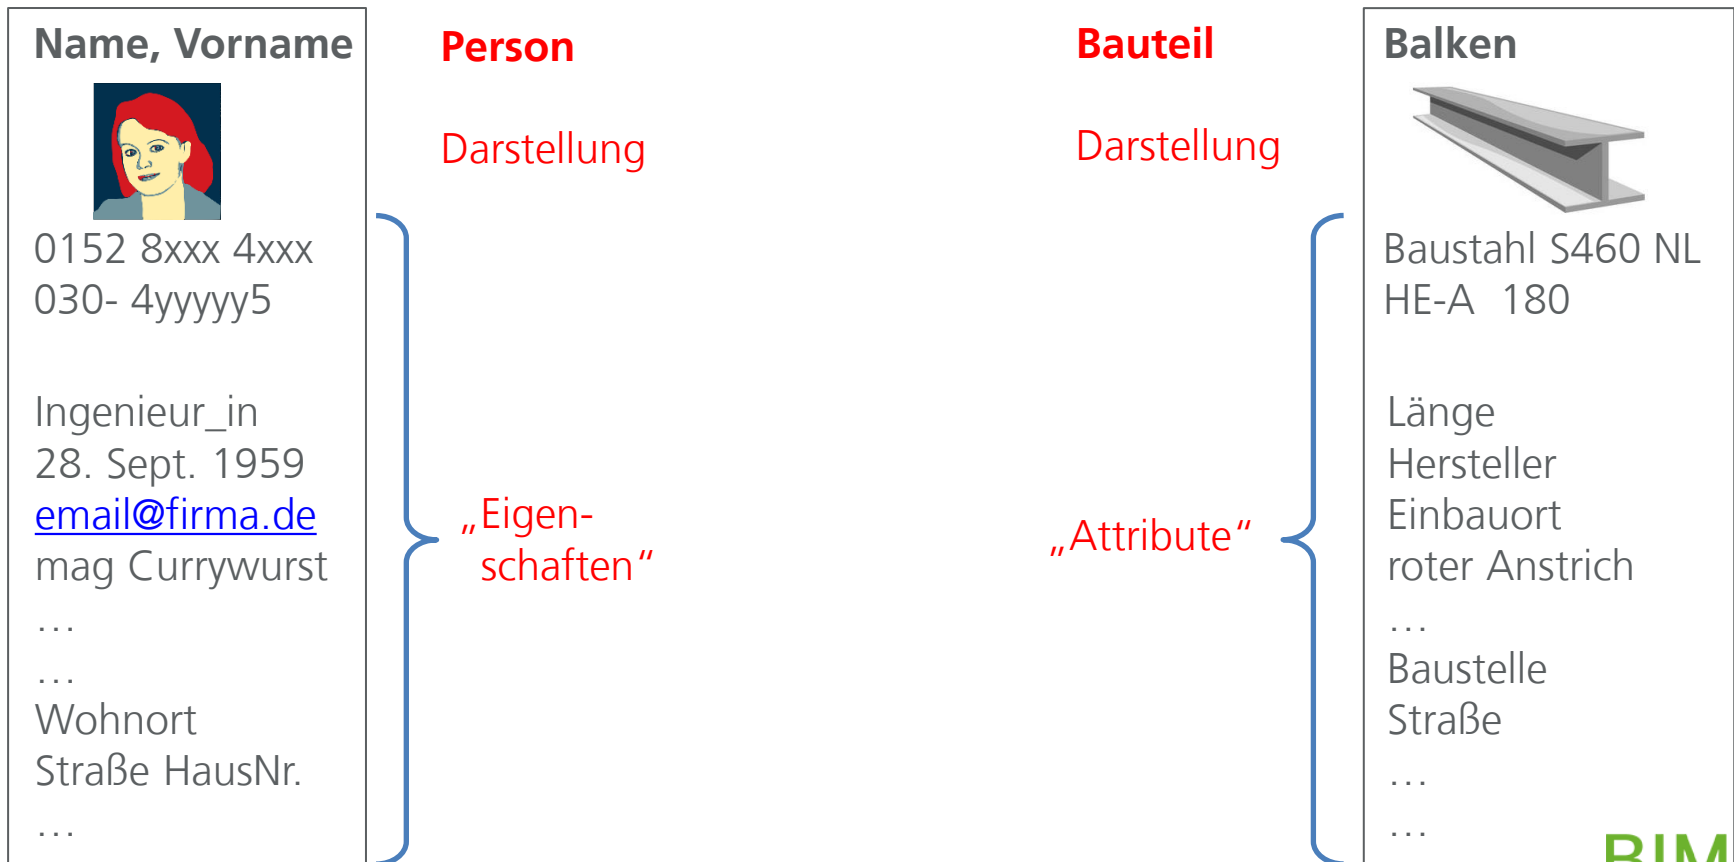 Name, Vorname
0152 8xxx 4xxx
030- 4yyyyy5
Ingenieur_in
28. Sept. 1959
email@firma.de
mag Currywurst
...
...
Wohnort
Straße HausNr.
...
Person
Darstellung
„Eigen-
schaften“
Bauteil
Darstellung
„Attribute“
Balken
Baustahl S460 NL
HE-A 180
Länge
Hersteller
Einbauort
roter Anstrich
...
Baustelle
Straße
...
...
BIM